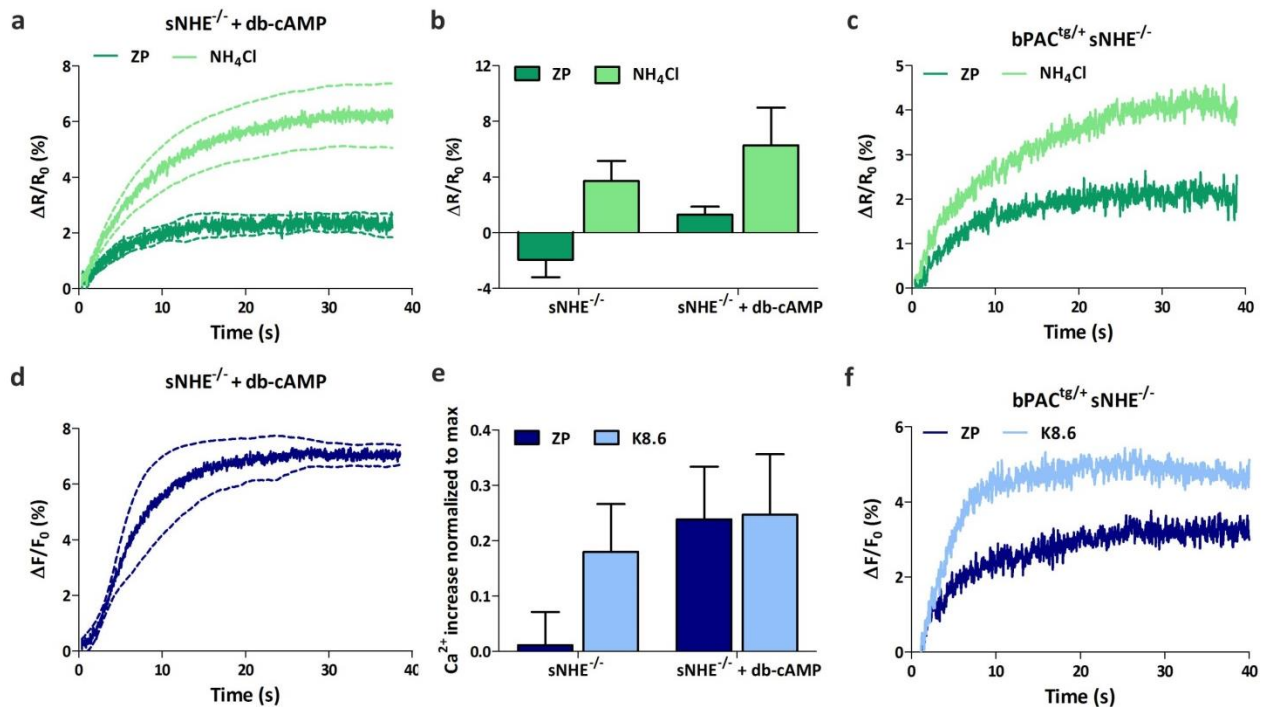 a
sNHE⁻/⁻ + db-cAMP
ZP NH₄Cl
ΔR/R₀ (%)
8
6
4
2
0
0 10 20 30 40
Time (s)
b
ZP NH₄Cl
ΔR/R₀ (%)
12
8
4
0
-4
sNHE⁻/⁻ sNHE⁻/⁻ + db-cAMP
c
bPACᵗᵍ/⁺ sNHE⁻/⁻
ZP NH₄Cl
ΔR/R₀ (%)
5
4
3
2
1
0
0 10 20 30 40
Time (s)
d
sNHE⁻/⁻ + db-cAMP
ΔF/F₀ (%)
8
6
4
2
0
0 10 20 30 40
Time (s)
e
ZP K8.6
Ca²⁺ increase normalized to max
0.4
0.3
0.2
0.1
0.0
sNHE⁻/⁻ sNHE⁻/⁻ + db-cAMP
f
bPACᵗᵍ/⁺ sNHE⁻/⁻
ZP K8.6
ΔF/F₀ (%)
6
4
2
0
0 10 20 30 40
Time (s)